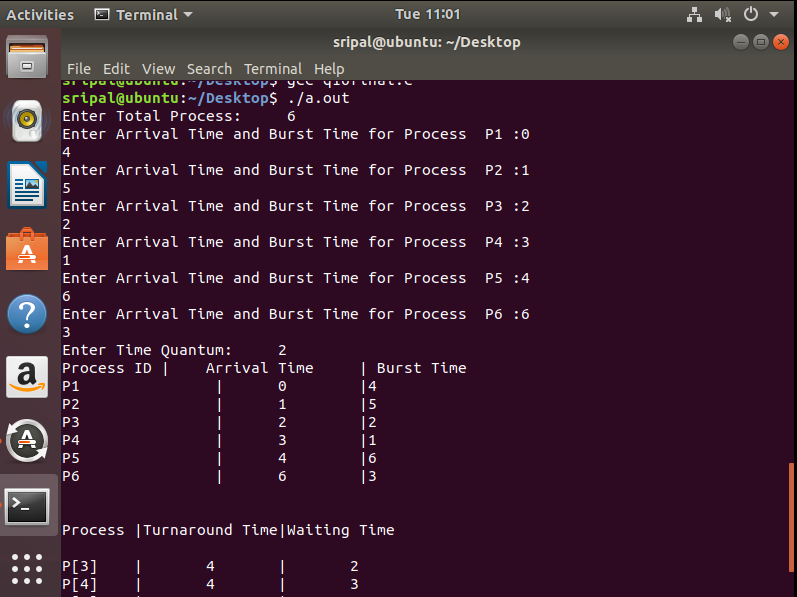 Activities Terminal Tue 11:01
sripal@ubuntu: ~/Desktop
File Edit View Search Terminal Help
sripal@ubuntu:~/Desktop$ gcc
sripal@ubuntu:~/Desktop$ ./a.out
Enter Total Process:     6
Enter Arrival Time and Burst Time for Process  P1 :0
4
Enter Arrival Time and Burst Time for Process  P2 :1
5
Enter Arrival Time and Burst Time for Process  P3 :2
2
Enter Arrival Time and Burst Time for Process  P4 :3
1
Enter Arrival Time and Burst Time for Process  P5 :4
6
Enter Arrival Time and Burst Time for Process  P6 :6
3
Enter Time Quantum:     2
Process ID |    Arrival Time     | Burst Time
P1               |      0        |4
P2               |      1        |5
P3               |      2        |2
P4               |      3        |1
P5               |      4        |6
P6               |      6        |3
Process |Turnaround Time|Waiting Time
P[3]    |       4       |       2
P[4]    |       4       |       3